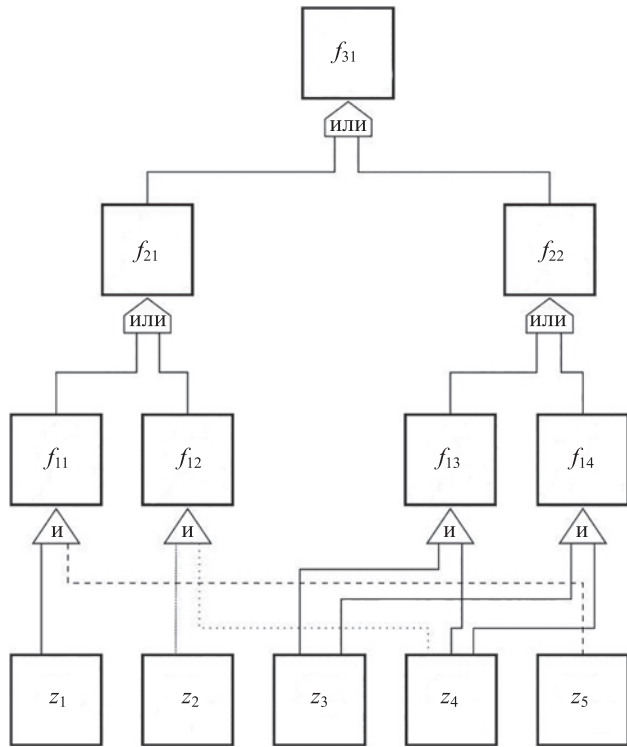 f₃₁
или
f₂₁ f₂₂
или или
f₁₁ f₁₂ f₁₃ f₁₄
и и и и
z₁ z₂ z₃ z₄ z₅